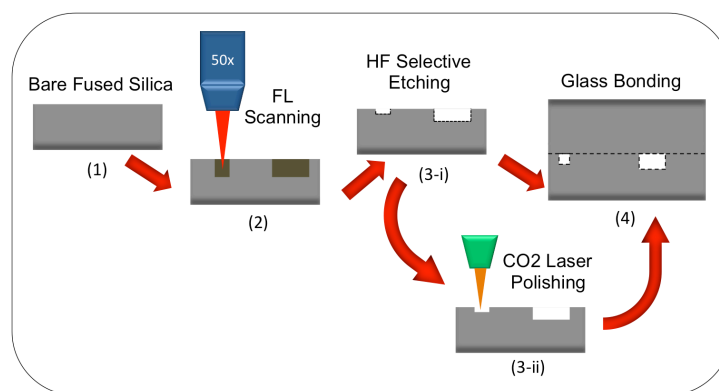 Bare Fused Silica
(1)
50x
FL
Scanning
(2)
HF Selective
Etching
(3-i)
CO2 Laser
Polishing
(3-ii)
Glass Bonding
(4)